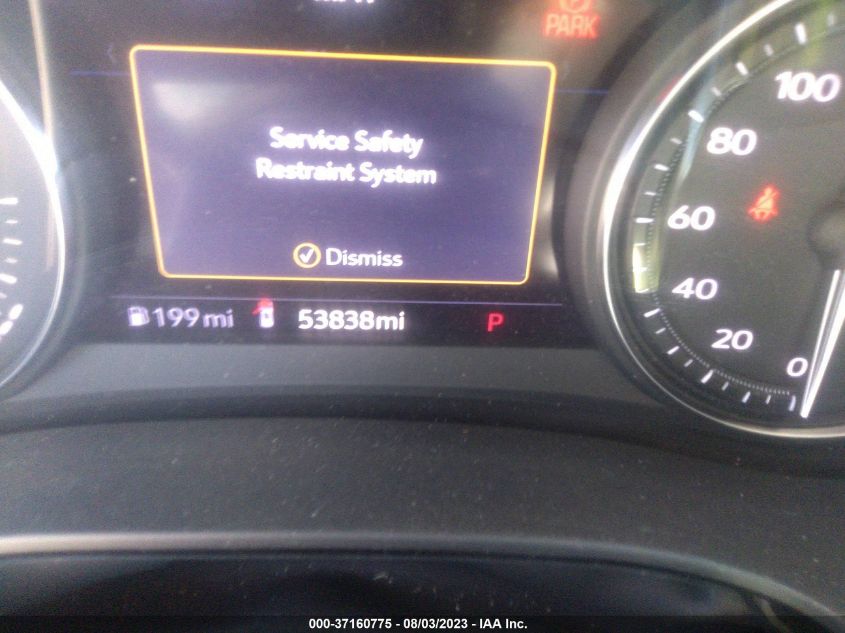 PARK
Service Safety
Restraint System
Dismiss
199 mi
53838mi
P
100
80
60
40
20
0
000-37160775 - 08/03/2023 - IAA Inc.